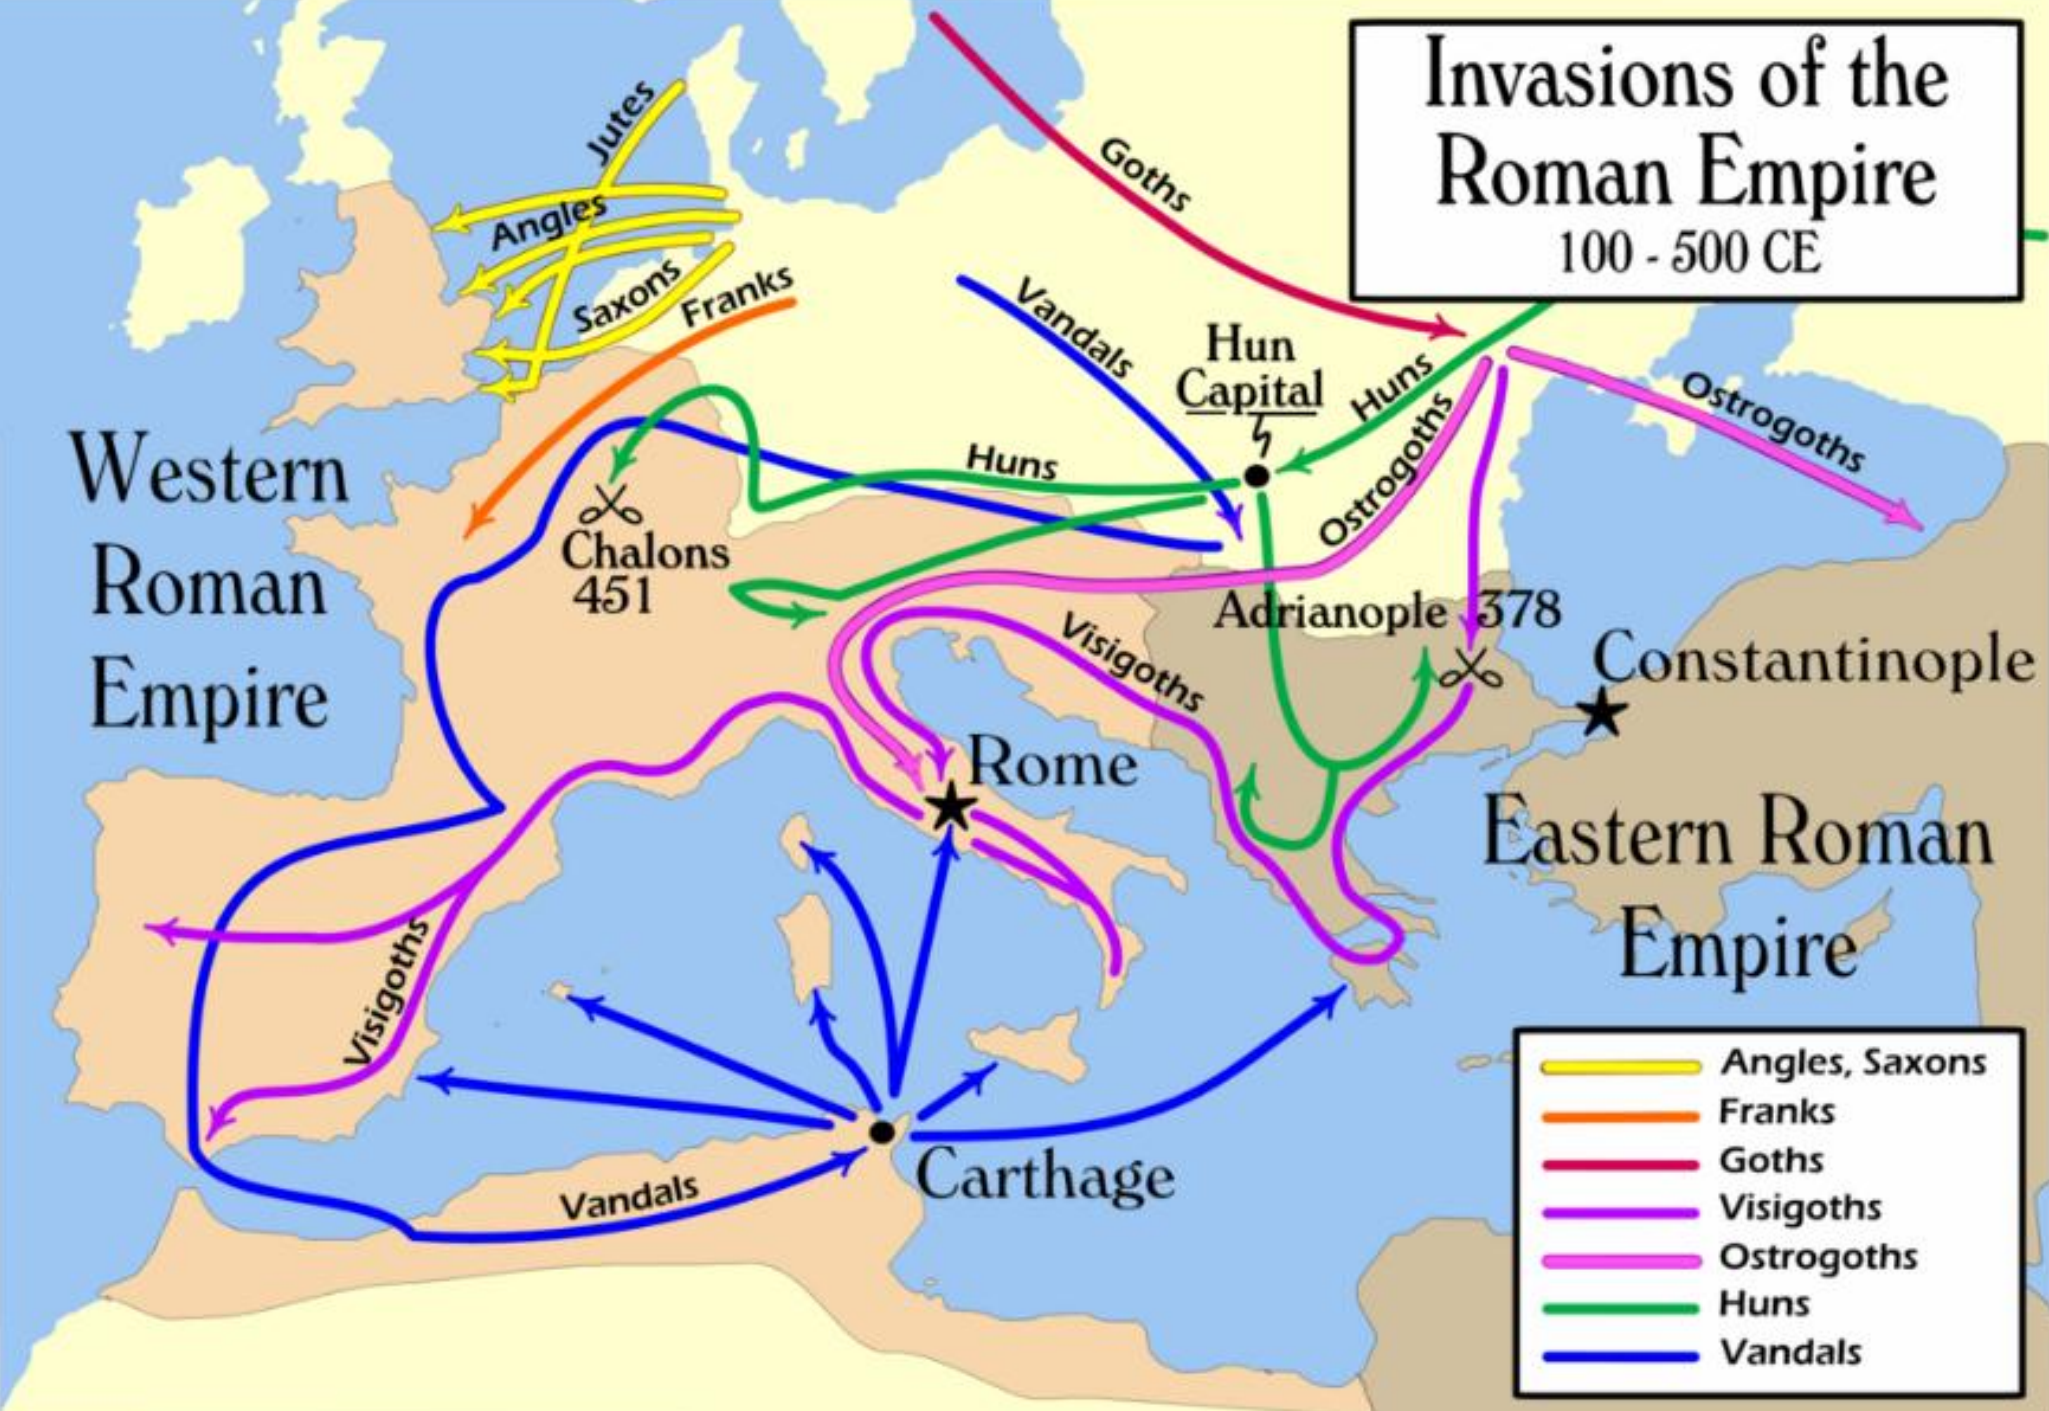 Invasions of the
Roman Empire
100 - 500 CE
Jutes
Angles
Saxons
Franks
Goths
Vandals
Hun
Capital
Huns
Ostrogoths
Ostrogoths
Huns
Western
Roman
Empire
Chalons
451
Adrianople 378
Visigoths
Constantinople
Rome
Eastern Roman
Empire
Visigoths
Vandals
Carthage
Angles, Saxons
Franks
Goths
Visigoths
Ostrogoths
Huns
Vandals